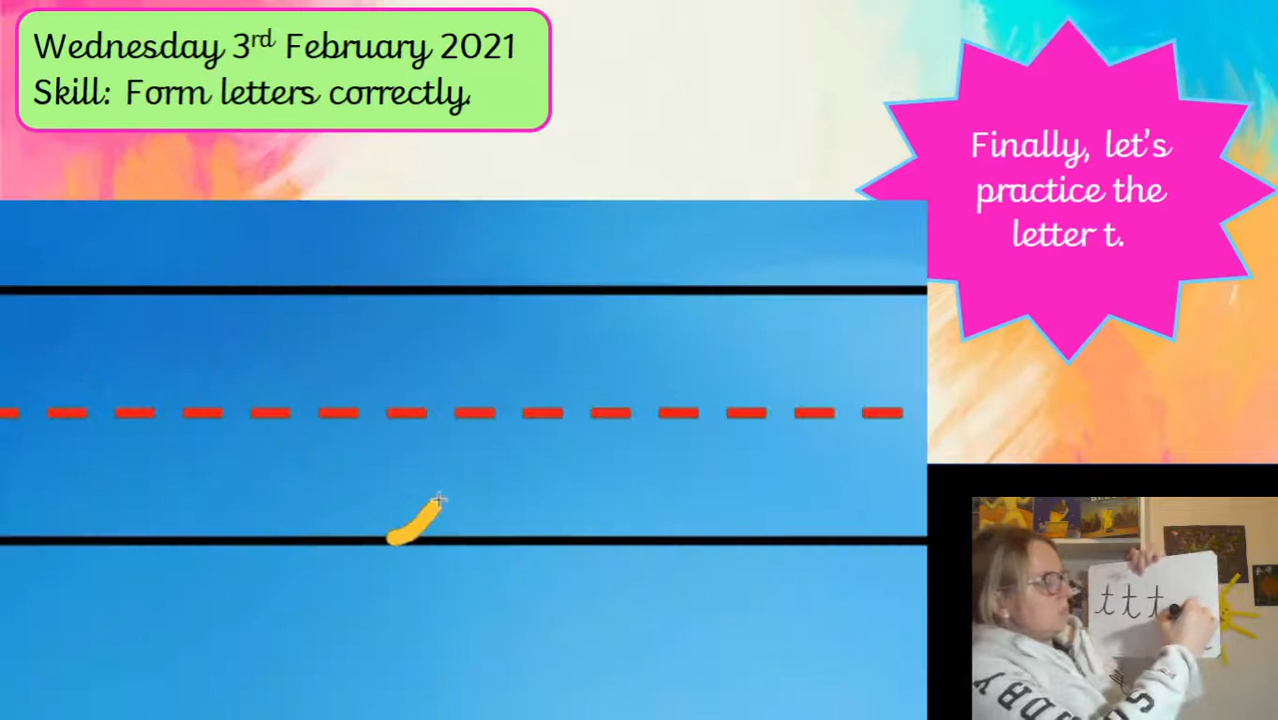 Wednesday 3rd February 2021
Skill: Form letters correctly.
Finally, let's
practice the
letter t.
t t t